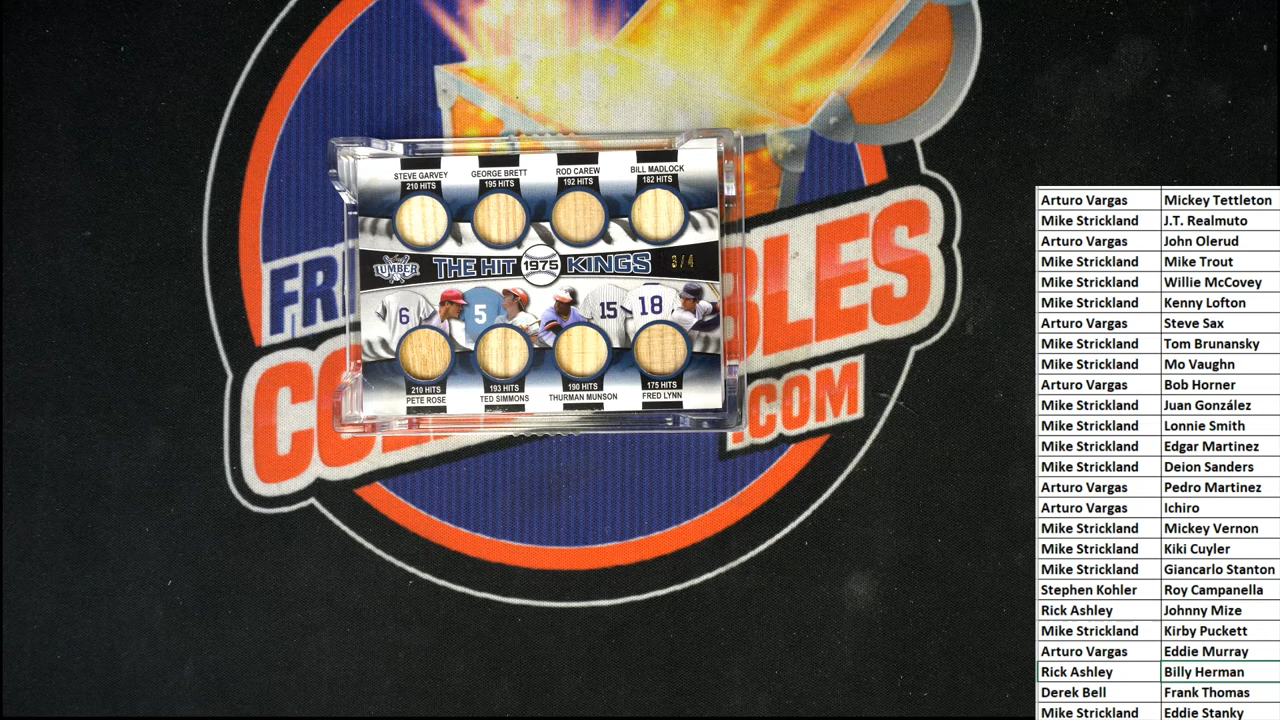 STEVE GARVEY
210 HITS
GEORGE BRETT
195 HITS
ROD CAREW
192 HITS
BILL MADLOCK
182 HITS
LUMBER
THE HIT 1975 KINGS
3/4
6
5
15
18
210 HITS
PETE ROSE
193 HITS
TED SIMMONS
190 HITS
THURMAN MUNSON
175 HITS
FRED LYNN
.COM
Arturo Vargas Mickey Tettleton
Mike Strickland J.T. Realmuto
Arturo Vargas John Olerud
Mike Strickland Mike Trout
Mike Strickland Willie McCovey
Mike Strickland Kenny Lofton
Arturo Vargas Steve Sax
Mike Strickland Tom Brunansky
Mike Strickland Mo Vaughn
Arturo Vargas Bob Horner
Mike Strickland Juan González
Mike Strickland Lonnie Smith
Mike Strickland Edgar Martinez
Mike Strickland Deion Sanders
Arturo Vargas Pedro Martinez
Arturo Vargas Ichiro
Mike Strickland Mickey Vernon
Mike Strickland Kiki Cuyler
Mike Strickland Giancarlo Stanton
Stephen Kohler Roy Campanella
Rick Ashley Johnny Mize
Mike Strickland Kirby Puckett
Arturo Vargas Eddie Murray
Rick Ashley Billy Herman
Derek Bell Frank Thomas
Mike Strickland Eddie Stanky